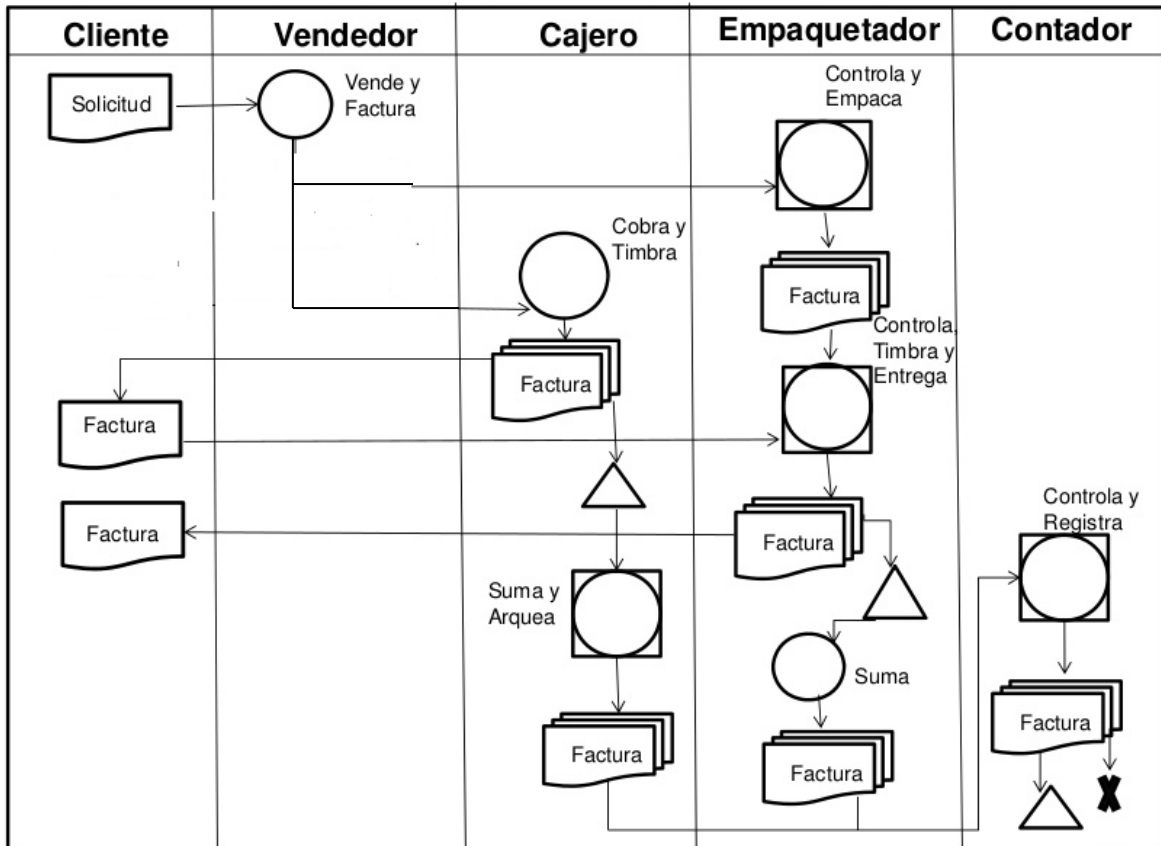 Cliente
Vendedor
Cajero
Empaquetador
Contador
Solicitud
Vende y
Factura
Controla y
Empaca
Cobra y
Timbra
Factura
Controla,
Timbra y
Entrega
Factura
Factura
Factura
Factura
Controla y
Registra
Suma y
Arquea
Suma
Factura
Factura
Factura